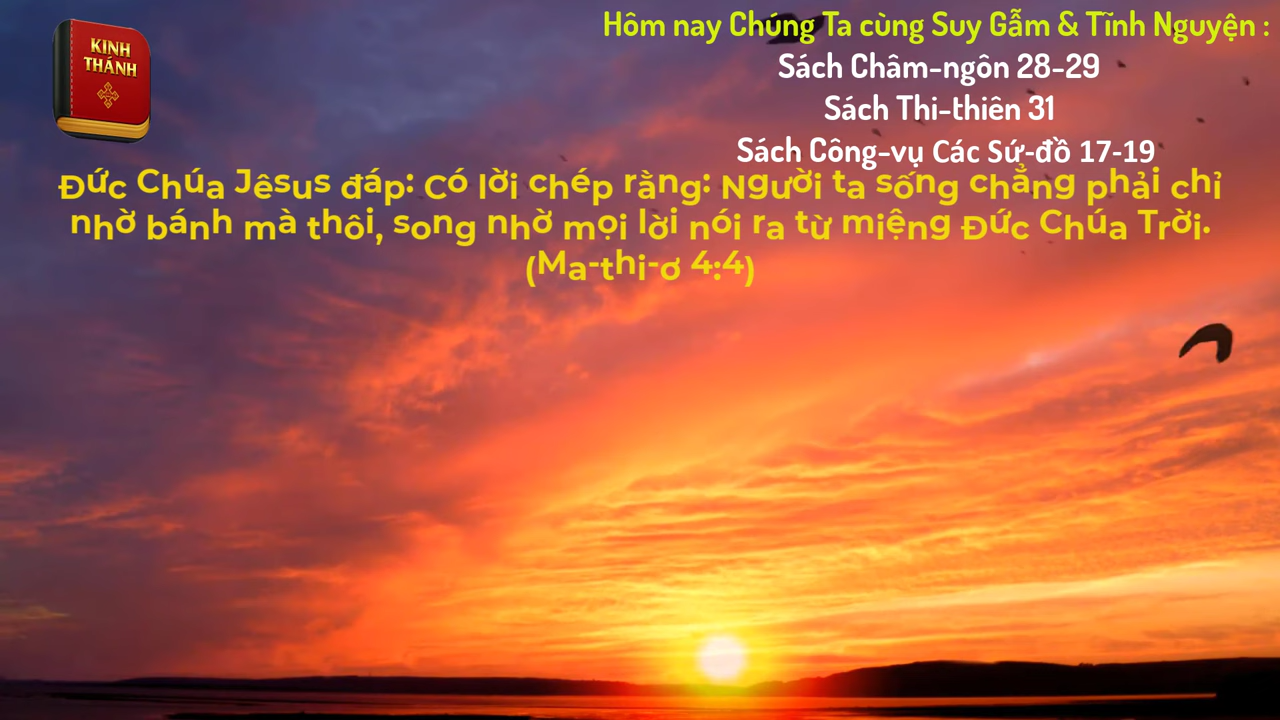 KINH
THÁNH
Hôm nay Chúng Ta cùng Suy Gẫm & Tĩnh Nguyện :
Sách Châm-ngôn 28-29
Sách Thi-thiên 31
Sách Công-vụ Các Sứ-đồ 17-19
Đức Chúa Jêsus đáp: Có lời chép rằng: Người ta sống chẳng phải chỉ
nhờ bánh mà thôi, song nhờ mọi lời nói ra từ miệng Đức Chúa Trời.
(Ma-thi-ơ 4:4)